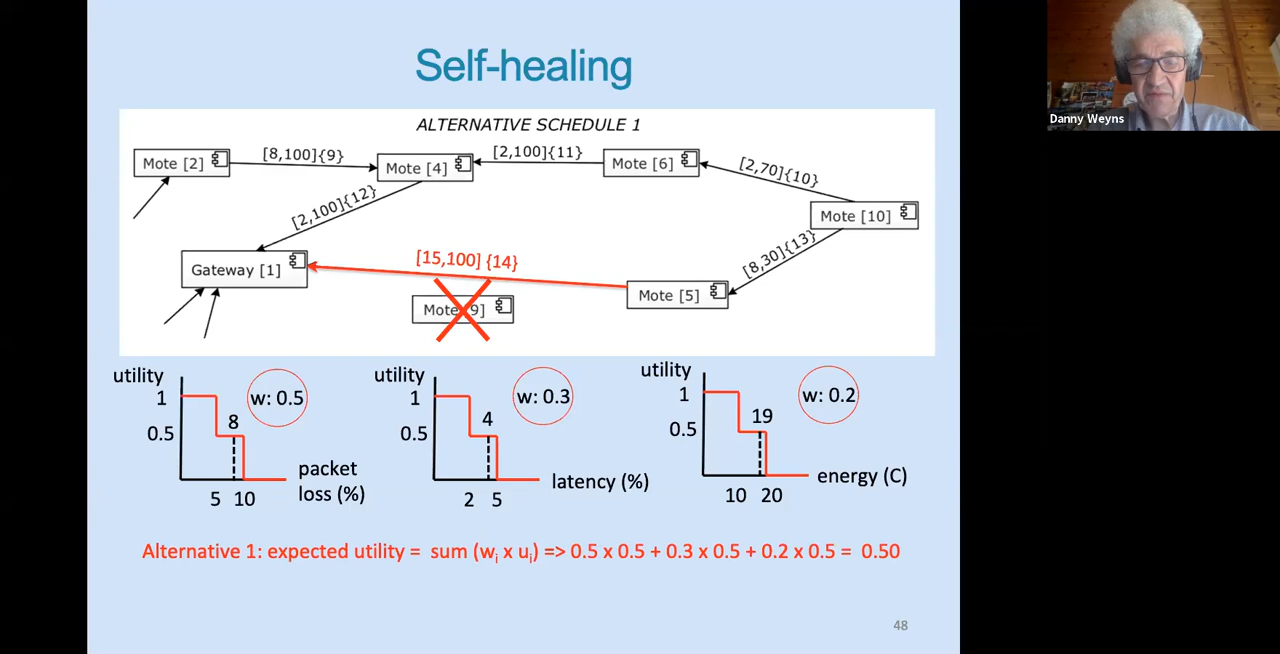 Self-healing
Danny Weyns
ALTERNATIVE SCHEDULE 1
Mote [2]
[8,100]{9}
Mote [4]
[2,100]{11}
Mote [6]
[2,70]{10}
Mote [10]
[2,100]{12}
Gateway [1]
[15,100] {14}
[8,30]{13}
Mote [5]
Mote [9]
utility
1
0.5
w: 0.5
8
5 10
packet
loss (%)
utility
1
0.5
w: 0.3
4
2 5
latency (%)
utility
1
0.5
w: 0.2
19
10 20
energy (C)
Alternative 1: expected utility = sum (wi x ui) => 0.5 x 0.5 + 0.3 x 0.5 + 0.2 x 0.5 = 0.50
48